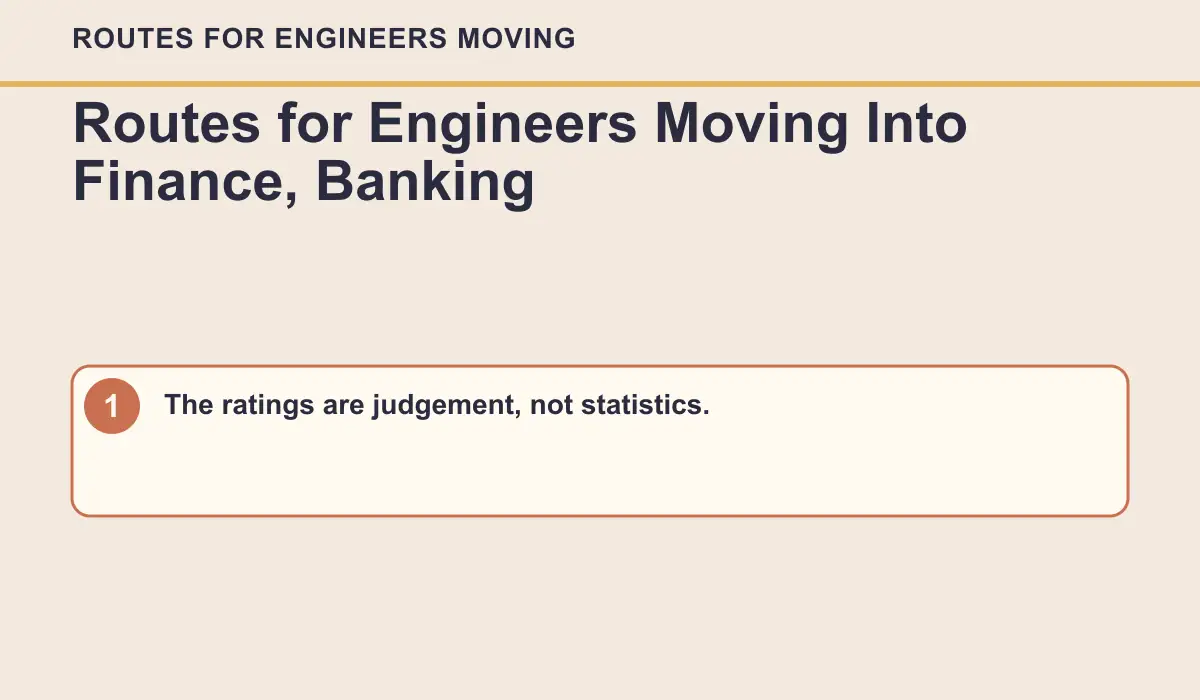 ROUTES FOR ENGINEERS MOVING
Routes for Engineers Moving Into
Finance, Banking
1
The ratings are judgement, not statistics.